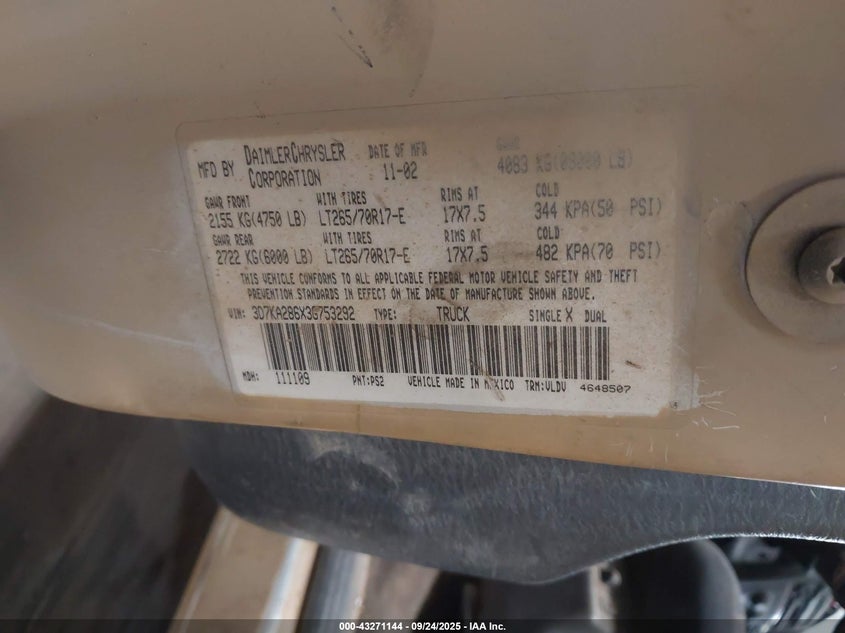 MFD BY DAIMLERCHRYSLER CORPORATION DATE OF MFR 11-02 GVWR 4083 KG(09000 LB)
GAWR FRONT WITH TIRES RIMS AT COLD
2155 KG(4750 LB) LT265/70R17-E 17X7.5 344 KPA(50 PSI)
GAWR REAR WITH TIRES RIMS AT COLD
2722 KG(6000 LB) LT265/70R17-E 17X7.5 482 KPA(70 PSI)
THIS VEHICLE CONFORMS TO ALL APPLICABLE FEDERAL MOTOR VEHICLE SAFETY AND THEFT
PREVENTION STANDARDS IN EFFECT ON THE DATE OF MANUFACTURE SHOWN ABOVE.
VIN: 3D7KA286X3G753292 TYPE: TRUCK SINGLE X DUAL
MDH: 111109 PNT:PS2 VEHICLE MADE IN MEXICO TRM:VLDV 4648507
000-43271144 - 09/24/2025 - IAA Inc.